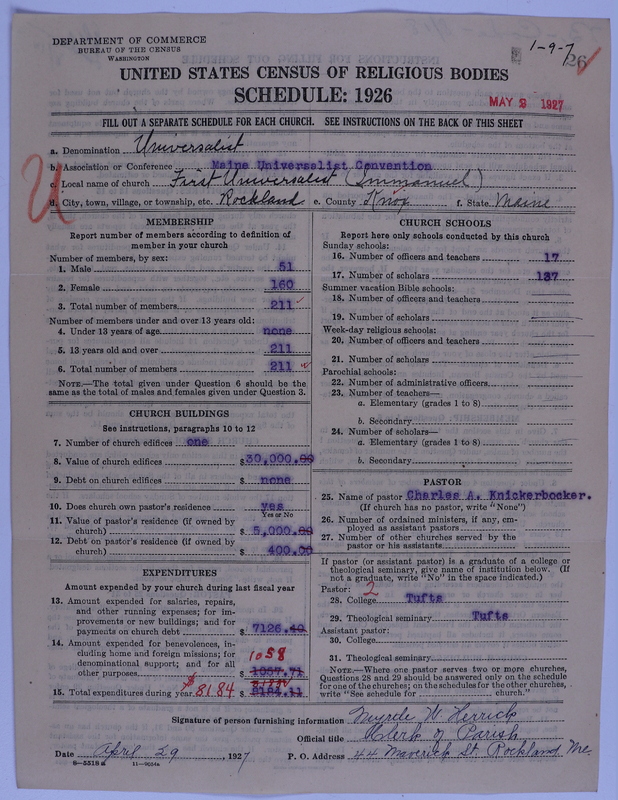 DEPARTMENT OF COMMERCE
BUREAU OF THE CENSUS
WASHINGTON
1-9-7
26
UNITED STATES CENSUS OF RELIGIOUS BODIES
SCHEDULE: 1926
MAY 2 1927
FILL OUT A SEPARATE SCHEDULE FOR EACH CHURCH. SEE INSTRUCTIONS ON THE BACK OF THIS SHEET
U
a. Denomination Universalist
b. Association or Conference Maine Universalist Convention
c. Local name of church First Universalist (Immanuel)
d. City, town, village, or township, etc. Rockland e. County Knox f. State Maine
MEMBERSHIP
Report number of members according to definition of
member in your church
Number of members, by sex:
1. Male 51
2. Female 160
3. Total number of members 211
Number of members under and over 13 years old:
4. Under 13 years of age none
5. 13 years old and over 211
6. Total number of members 211
NOTE.—The total given under Question 6 should be the
same as the total of males and females given under Question 3.
CHURCH BUILDINGS
See instructions, paragraphs 10 to 12
7. Number of church edifices one
8. Value of church edifices $30,000.00
9. Debt on church edifices $ none
10. Does church own pastor's residence yes
Yes or No
11. Value of pastor's residence (if owned by
church) $ 5,000.00
12. Debt on pastor's residence (if owned by
church) $ 400.00
EXPENDITURES
Amount expended by your church during last fiscal year
13. Amount expended for salaries, repairs,
and other running expenses; for im-
provements or new buildings; and for
payments on church debt $ 7126.40
14. Amount expended for benevolences, in-
cluding home and foreign missions; for
denominational support; and for all
other purposes 1058 $ 1057.71
15. Total expenditures during year $8184 $ 8184.11
CHURCH SCHOOLS
Report here only schools conducted by this church
Sunday schools:
16. Number of officers and teachers 17
17. Number of scholars 137
Summer vacation Bible schools:
18. Number of officers and teachers
19. Number of scholars
Week-day religious schools:
20. Number of officers and teachers
21. Number of scholars
Parochial schools:
22. Number of administrative officers
23. Number of teachers—
a. Elementary (grades 1 to 8)
b. Secondary
24. Number of scholars—
a. Elementary (grades 1 to 8)
b. Secondary
PASTOR
25. Name of pastor Charles A. Knickerbocker.
(If church has no pastor, write "None")
26. Number of ordained ministers, if any, em-
ployed as assistant pastors
27. Number of other churches served by the
pastor or his assistants
If pastor (or assistant pastor) is a graduate of a college or
theological seminary, give name of institution below. (If
not a graduate, write "No" in the space indicated.)
Pastor: 2
28. College Tufts
29. Theological seminary Tufts
Assistant pastor:
30. College
31. Theological seminary
NOTE.—Where one pastor serves two or more churches,
Questions 28 and 29 should be answered only on the schedule
for one of the churches; on the schedules for the other churches,
write "See schedule for church."
Signature of person furnishing information Myrtle W Herrick
Official title Clerk of Parish
Date April 29, 1927 P. O. Address 44 Maverick St. Rockland Me.
8-5518 a 11-9034a